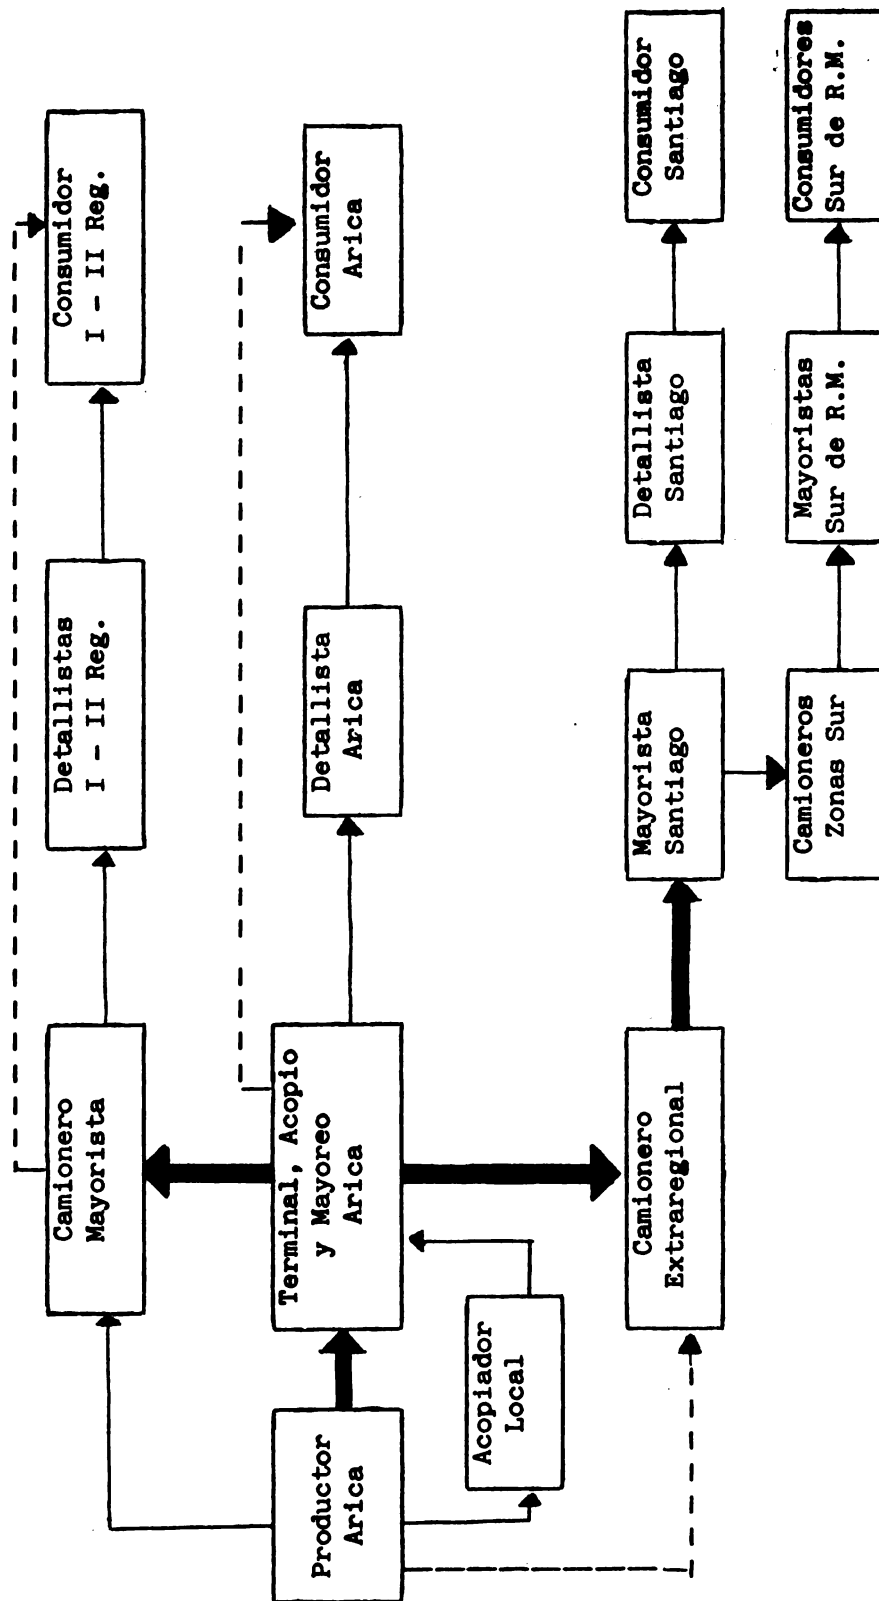 Consumidor
I - II Reg.
Detallistas
I - II Reg.
Camionero
Mayorista
Consumidor
Arica
Detallista
Arica
Terminal, Acopio
y Mayoreo
Arica
Productor
Arica
Acopiador
Local
Consumidor
Santiago
Detallista
Santiago
Mayorista
Santiago
Camionero
Extraregional
Consumidores
Sur de R.M.
Mayoristas
Sur de R.M.
Camioneros
Zonas Sur